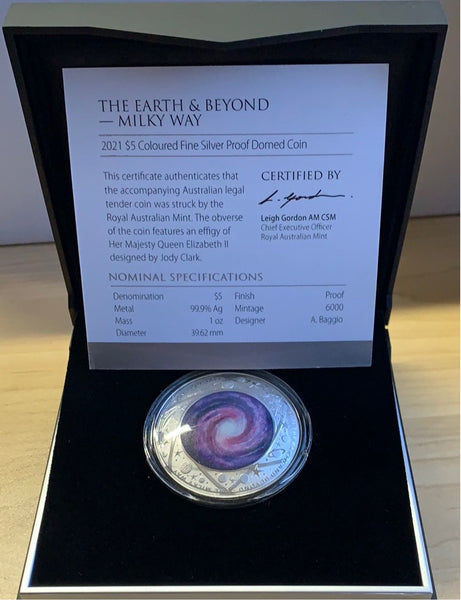 THE EARTH & BEYOND
— MILKY WAY
2021 $5 Coloured Fine Silver Proof Domed Coin
This certificate authenticates that
the accompanying Australian legal
tender coin was struck by the
Royal Australian Mint. The obverse
of the coin features an effigy of
Her Majesty Queen Elizabeth II
designed by Jody Clark.
CERTIFIED BY
Leigh Gordon AM CSM
Chief Executive Officer
Royal Australian Mint
NOMINAL SPECIFICATIONS
Denomination $5 Finish Proof
Metal 99.9% Ag Mintage 6000
Mass 1 oz Designer A. Baggio
Diameter 39.62 mm